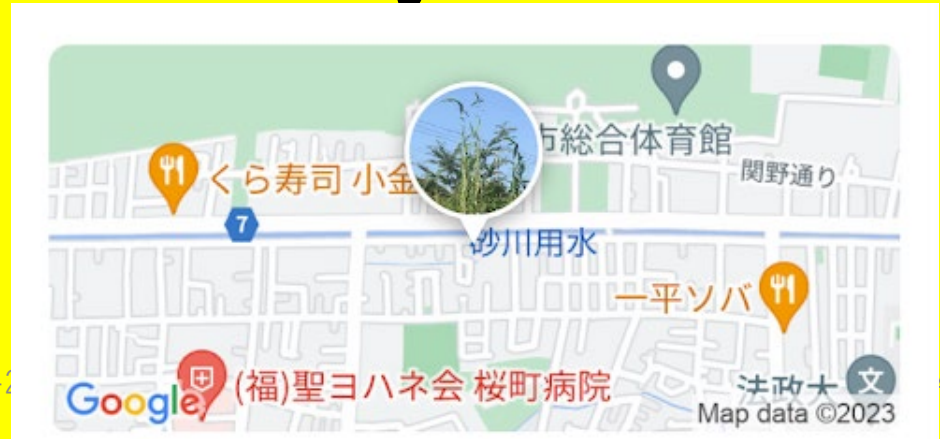 市総合体育館
関野通り
くら寿司 小金
7
砂川用水
一平ソバ
(福)聖ヨハネ会 桜町病院
法政大
文
Google
Map data ©2023